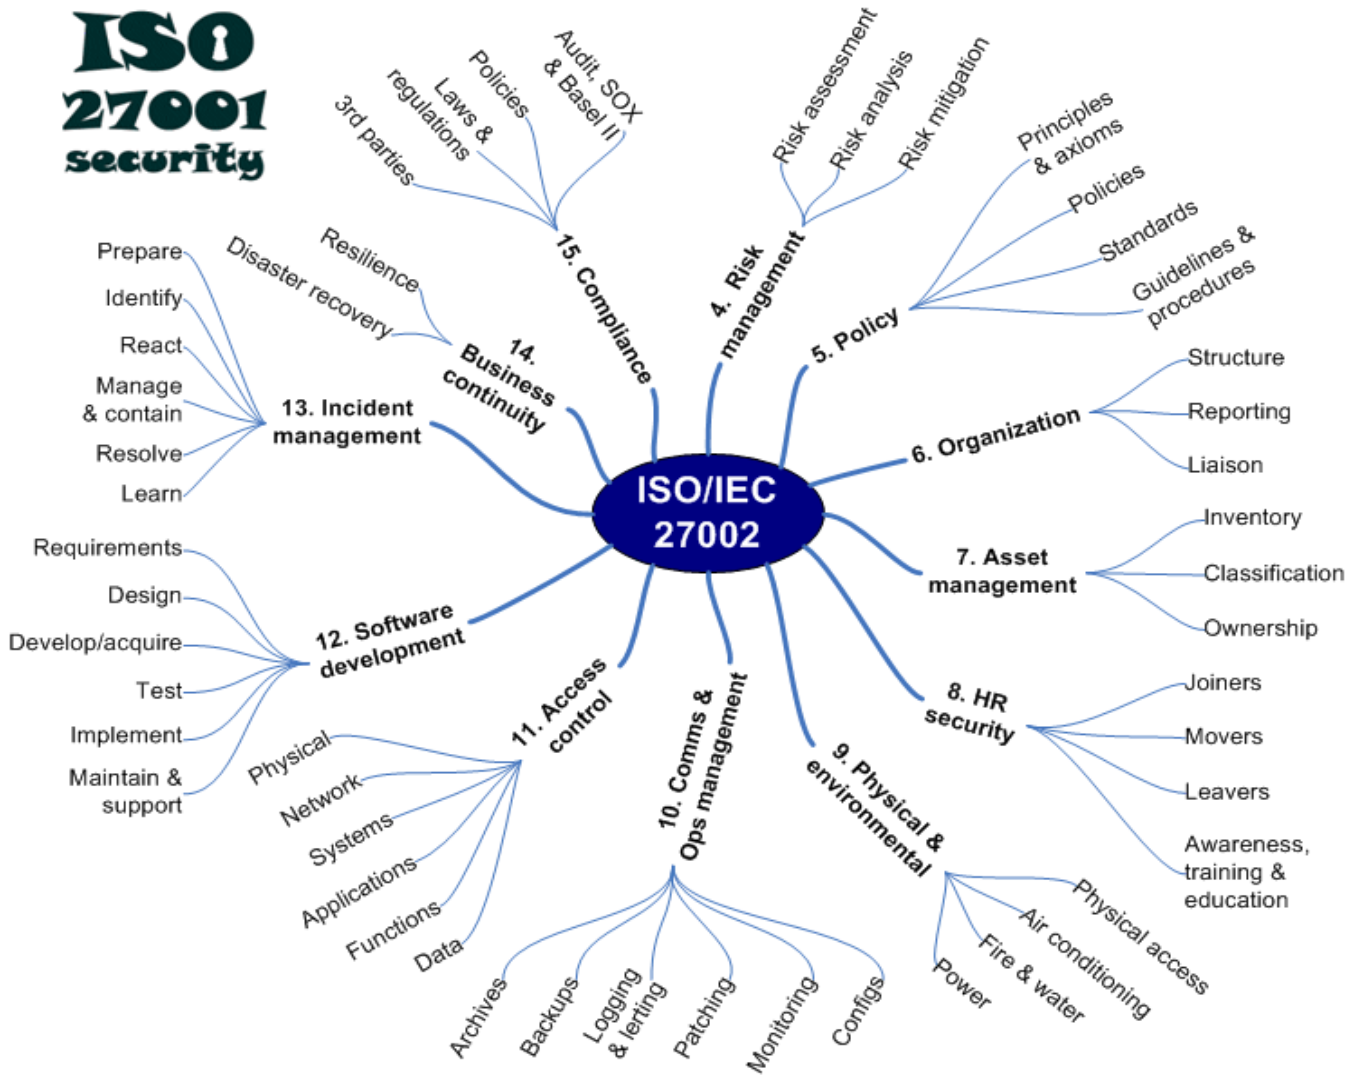 ISO
27001
security
ISO/IEC
27002
4. Risk
management
Risk assessment
Risk analysis
Risk mitigation
5. Policy
Principles
& axioms
Policies
Standards
Guidelines &
procedures
6. Organization
Structure
Reporting
Liaison
7. Asset
management
Inventory
Classification
Ownership
8. HR
security
Joiners
Movers
Leavers
Awareness,
training &
education
9. Physical &
environmental
Physical access
Air conditioning
Fire & water
Power
10. Comms &
Ops management
Configs
Monitoring
Patching
Logging
& lerting
Backups
Archives
11. Access
control
Physical
Network
Systems
Applications
Functions
Data
12. Software
development
Requirements
Design
Develop/acquire
Test
Implement
Maintain &
support
13. Incident
management
Prepare
Identify
React
Manage
& contain
Resolve
Learn
14.
Business
continuity
Resilience
Disaster recovery
15. Compliance
3rd parties
Laws &
regulations
Policies
Audit, SOX
& Basel II